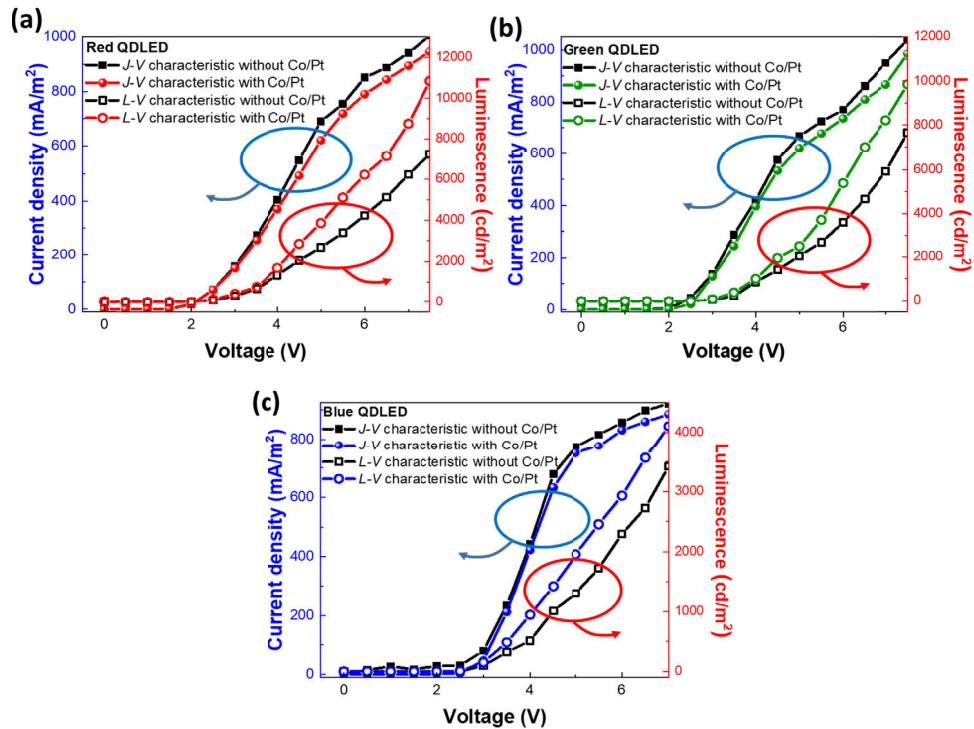 (a)
Red QDLED
J-V characteristic without Co/Pt
J-V characteristic with Co/Pt
L-V characteristic without Co/Pt
L-V characteristic with Co/Pt
Current density (mA/m²)
1000
800
600
400
200
0
0
2
4
6
Voltage (V)
12000
10000
8000
6000
4000
2000
0
Luminescence (cd/m²)
(b)
Green QDLED
J-V characteristic without Co/Pt
J-V characteristic with Co/Pt
L-V characteristic without Co/Pt
L-V characteristic with Co/Pt
Current density (mA/m²)
1000
800
600
400
200
0
0
2
4
6
Voltage (V)
12000
10000
8000
6000
4000
2000
0
Luminescence (cd/m²)
(c)
Blue QDLED
J-V characteristic without Co/Pt
J-V characteristic with Co/Pt
L-V characteristic without Co/Pt
L-V characteristic with Co/Pt
Current density (mA/m²)
800
600
400
200
0
0
2
4
6
Voltage (V)
4000
3000
2000
1000
0
Luminescence (cd/m²)